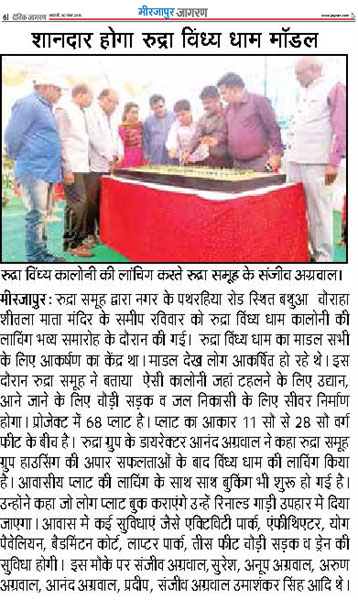 6I दैनिक जागरण
मीरजापुर जागरण
www.jagran.com
शानदार होगा रुद्रा विंध्य धाम मॉडल
रुद्रा विंध्य कालोनी की लांचिग करते रुद्रा समूह के संजीव अग्रवाल।
मीरजापुर: रुद्रा समूह द्वारा नगर के पथरहिया रोड स्थित बथुआ चौराहा
शीतला माता मंदिर के समीप रविवार को रुद्रा विंध्य धाम कालोनी की
लाचिंग भव्य समारोह के दौरान की गई। रुद्रा विंध्य धाम का माडल सभी
के लिए आकर्षण का केंद्र था। माडल देख लोग आकर्षित हो रहे थे। इस
दौरान रुद्रा समूह ने बताया ऐसी कालोनी जहां टहलने के लिए उद्यान,
आने जाने के लिए चौड़ी सड़क व जल निकासी के लिए सीवर निर्माण
होगा। प्रोजेक्ट में 68 प्लाट है। प्लाट का आकार 11 सौ से 28 सौ वर्ग
फीट के बीच है। रुद्रा ग्रुप के डायरेक्टर आनंद अग्रवाल ने कहा रुद्रा समूह
ग्रुप हाउसिंग की अपार सफलताओं के बाद विंध्य धाम की लाचिंग किया
है। आवासीय प्लाट की लाचिंग के साथ साथ बुकिंग भी शुरू हो गई है।
उन्होंने कहा जो लोग प्लाट बुक कराएंगे उन्हें रिनाल्ड गाड़ी उपहार में दिया
जाएगा। आवास में कई सुविधाएं जैसे एक्टिविटी पार्क, एंफीथिएटर, योग
पैवेलियन, बैडमिंटन कोर्ट, लाप्टर पार्क, तीस फीट चौड़ी सड़क व ड्रेन की
सुविधा होगी। इस मोके पर संजीव अग्रवाल,सुरेश, अनूप अग्रवाल, अरुण
अग्रवाल, आनंद अग्रवाल, प्रदीप, संजीव अग्रवाल उमाशंकर सिंह आदि थे।